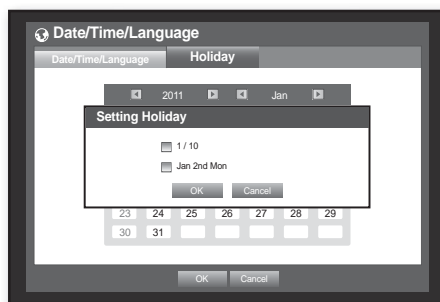 Date/Time/Language
Date/Time/Language Holiday
2011 Jan
Setting Holiday
1 / 10
Jan 2nd Mon
OK Cancel
23 24 25 26 27 28 29
30 31
OK Cancel